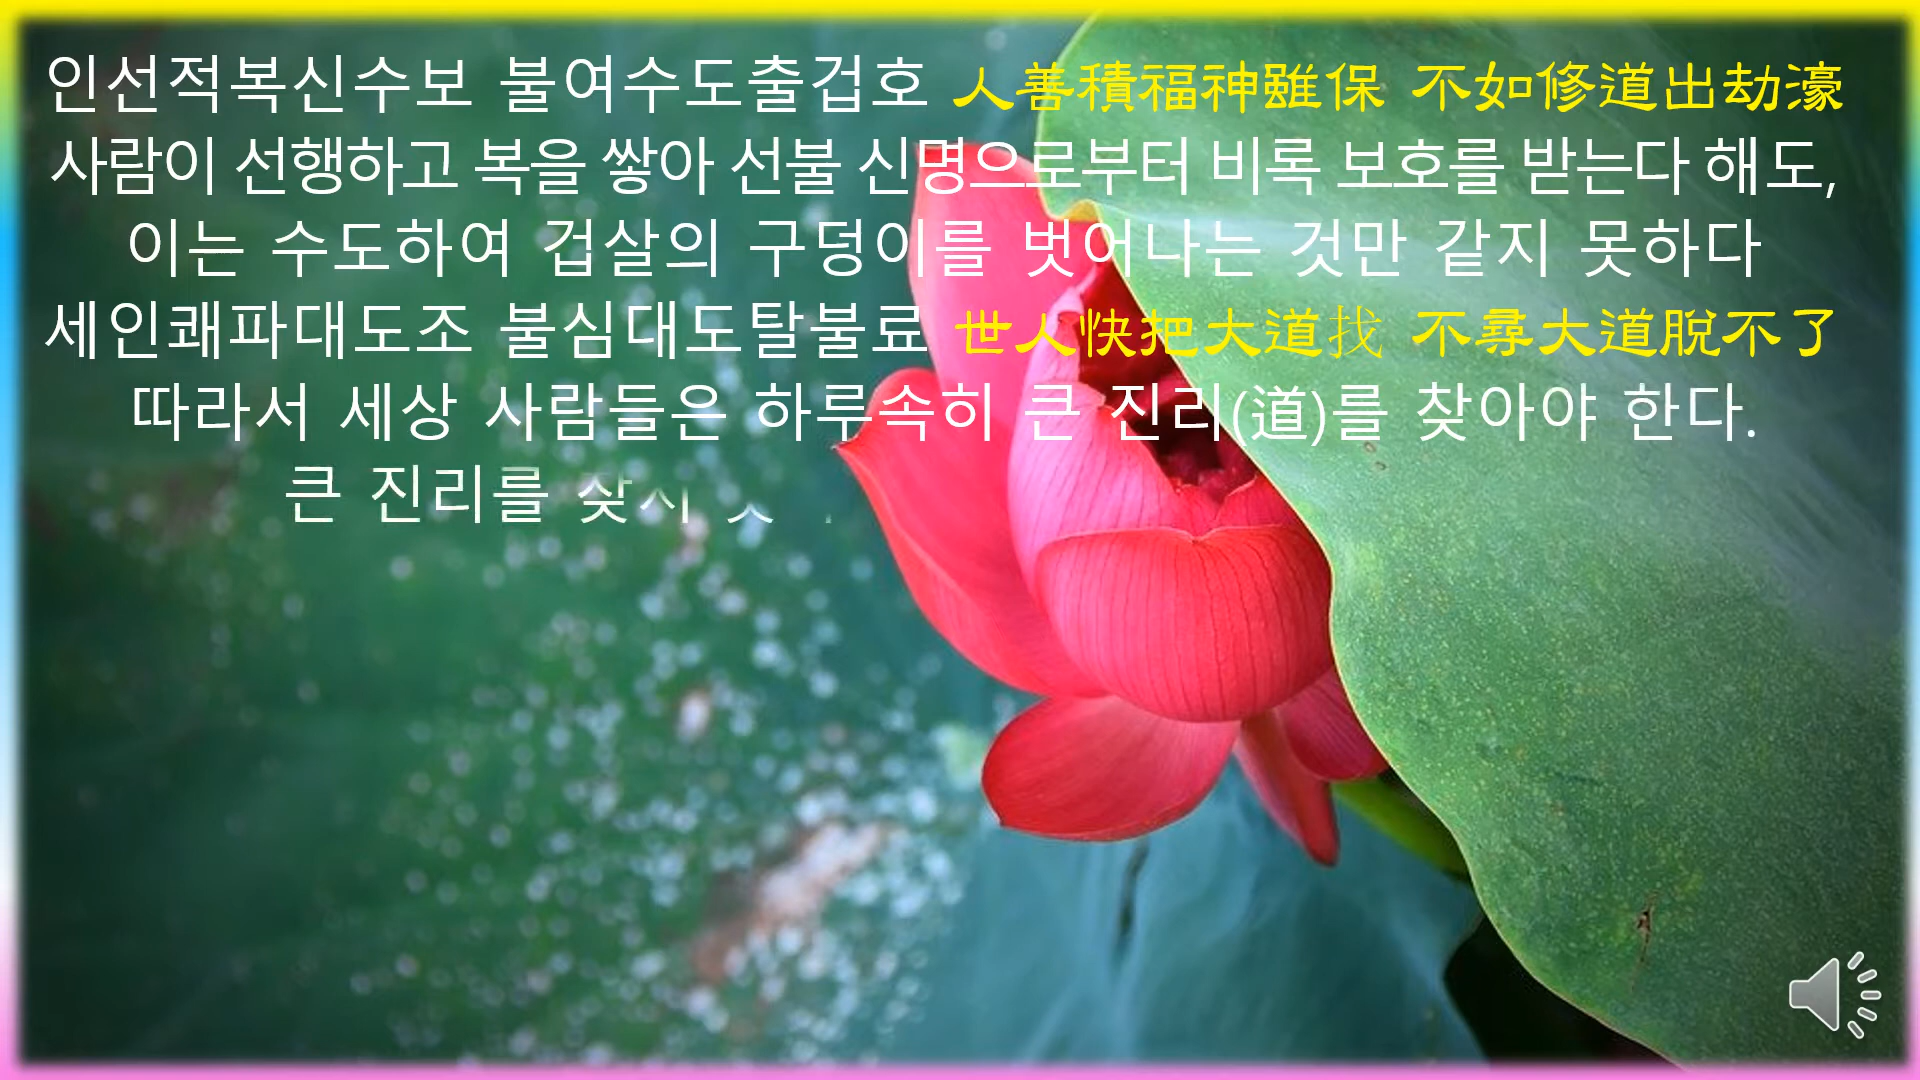 인선적복신수보 불여수도출겁호 人善積福神雖保 不如修道出劫濠
사람이 선행하고 복을 쌓아 선불 신명으로부터 비록 보호를 받는다 해도,
이는 수도하여 겁살의 구덩이를 벗어나는 것만 같지 못하다
세인쾌파대도조 불심대도탈불료 世人快把大道找 不尋大道脫不了
따라서 세상 사람들은 하루속히 큰 진리(道)를 찾아야 한다.
큰 진리를 찾지